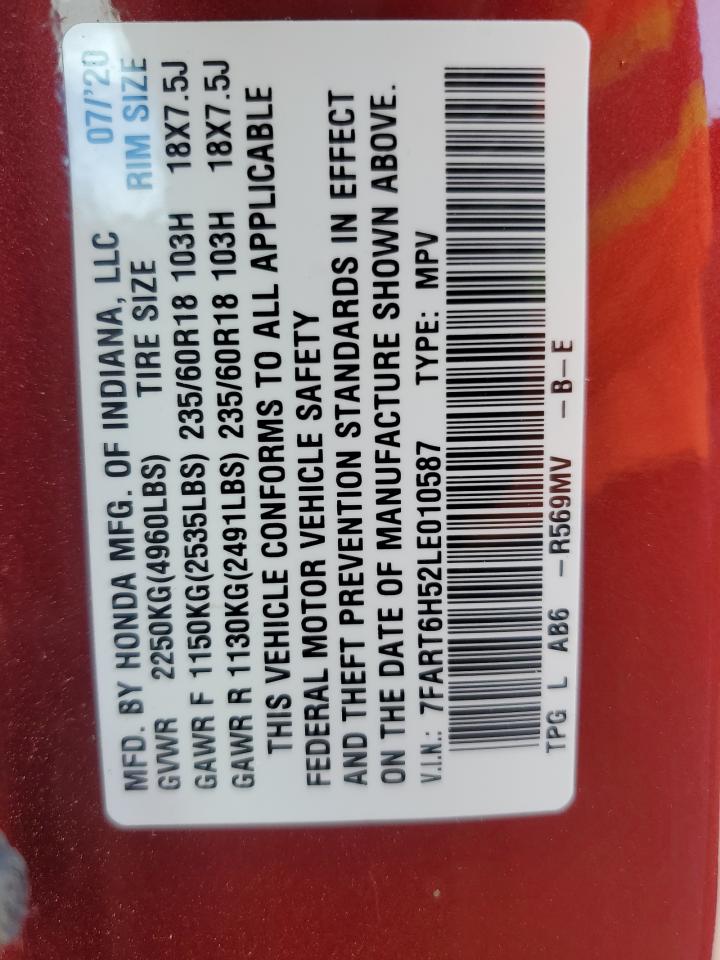 MFD. BY HONDA MFG. OF INDIANA, LLC 07/'20
GVWR 2250KG(4960LBS) TIRE SIZE RIM SIZE
GAWR F 1150KG(2535LBS) 235/60R18 103H 18X7.5J
GAWR R 1130KG(2491LBS) 235/60R18 103H 18X7.5J
THIS VEHICLE CONFORMS TO ALL APPLICABLE
FEDERAL MOTOR VEHICLE SAFETY
AND THEFT PREVENTION STANDARDS IN EFFECT
ON THE DATE OF MANUFACTURE SHOWN ABOVE.
V.I.N.: 7FART6H52LE010587 TYPE: MPV
TPG L AB6 -R569MV -B-E